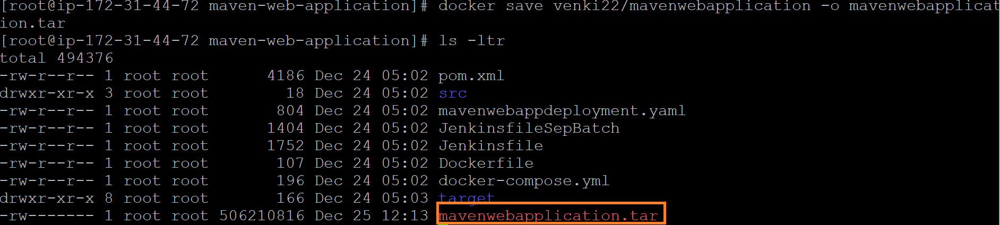 [root@ip-172-31-44-72 maven-web-application]# docker save venki22/mavenwebapplication -o mavenwebapplicat
ion.tar
[root@ip-172-31-44-72 maven-web-application]# ls -ltr
total 494376
-rw-r--r-- 1 root root      4186 Dec 24 05:02 pom.xml
drwxr-xr-x 3 root root        18 Dec 24 05:02 src
-rw-r--r-- 1 root root       804 Dec 24 05:02 mavenwebappdeployment.yaml
-rw-r--r-- 1 root root      1404 Dec 24 05:02 JenkinsfileSepBatch
-rw-r--r-- 1 root root      1752 Dec 24 05:02 Jenkinsfile
-rw-r--r-- 1 root root       107 Dec 24 05:02 Dockerfile
-rw-r--r-- 1 root root       196 Dec 24 05:02 docker-compose.yml
drwxr-xr-x 8 root root       166 Dec 24 05:03 target
-rw------- 1 root root 506210816 Dec 25 12:13 mavenwebapplication.tar